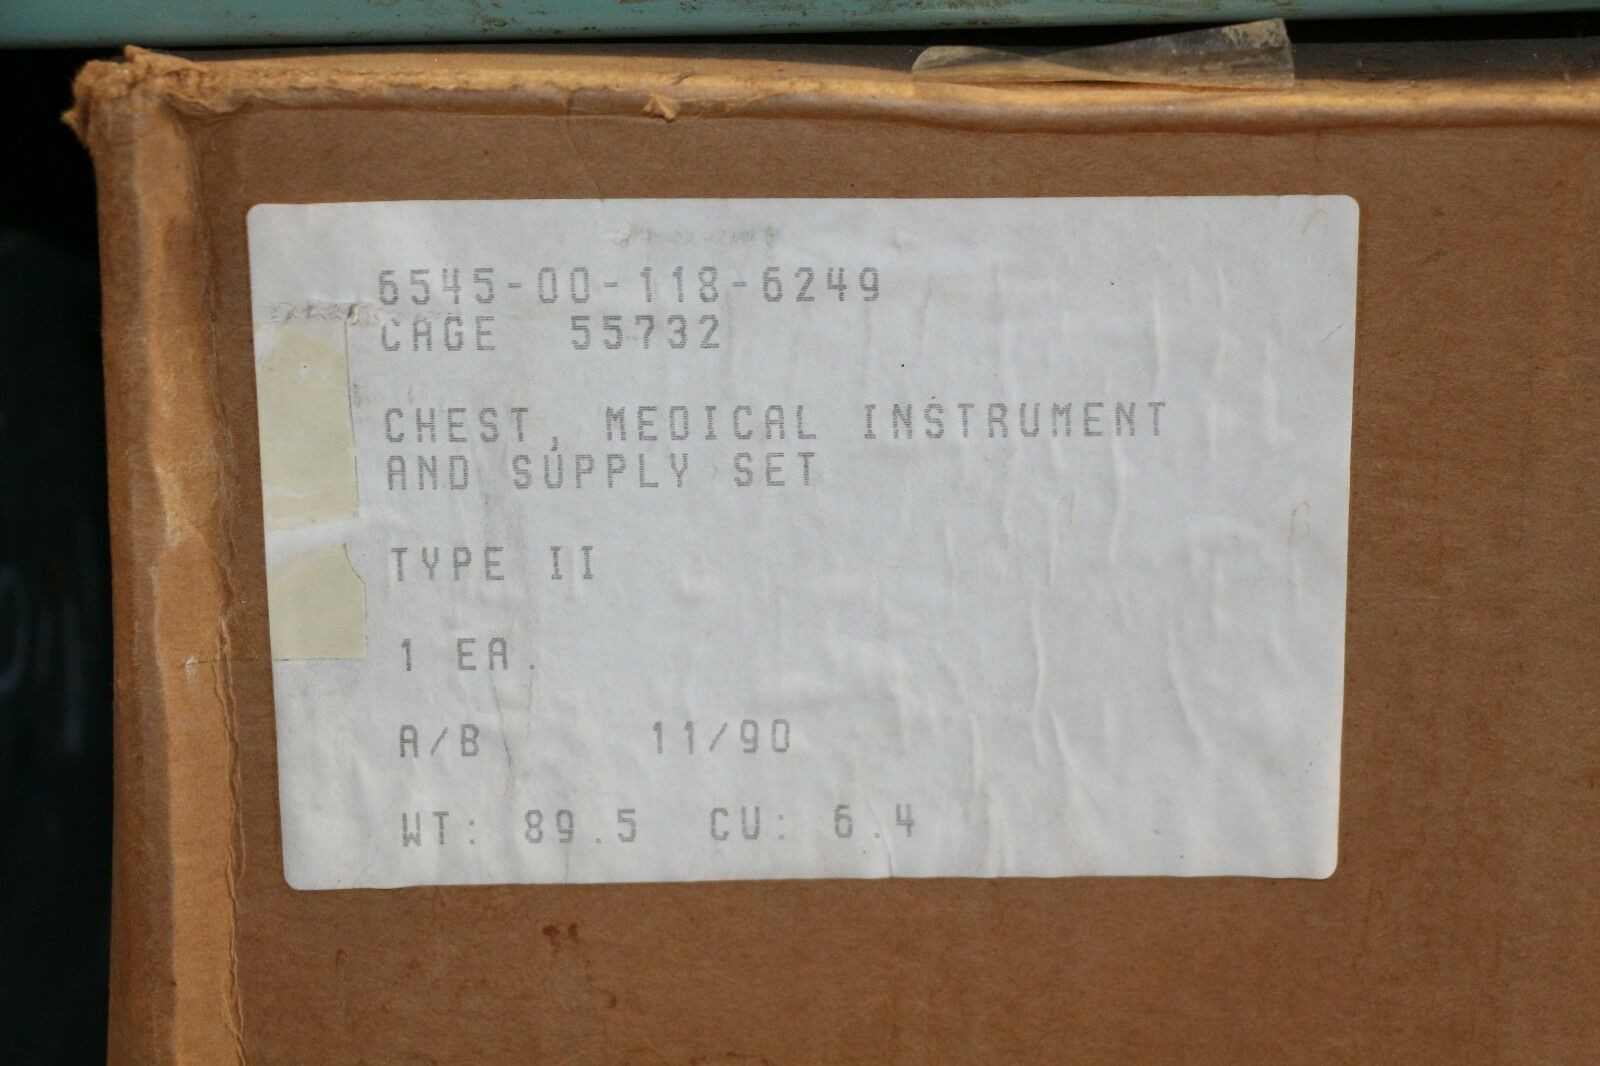 6545-00-118-6249
CAGE 55732
CHEST, MEDICAL INSTRUMENT
AND SUPPLY SET
TYPE II
1 EA.
A/B 11/90
WT: 89.5 CU: 6.4